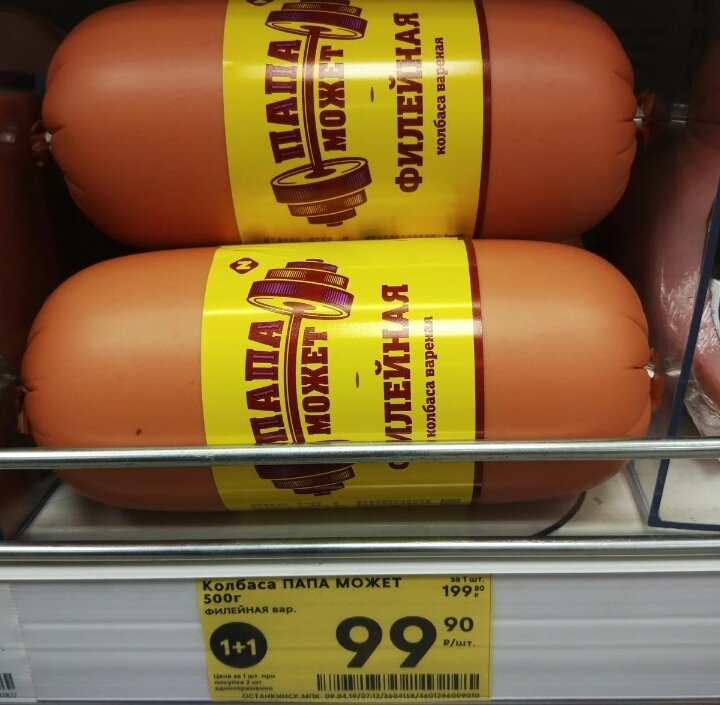 ПАПА
МОЖЕТ
ФИЛЕЙНАЯ
колбаса вареная
ПАПА
МОЖЕТ
ФИЛЕЙНАЯ
колбаса вареная
Колбаса ПАПА МОЖЕТ
500г
ФИЛЕЙНАЯ вар.
за 1 шт.
199 80 ₽
1+1
99 90
₽/шт.
Цена за 1 шт. при
покупке 2 шт.
единовременно
ОСТАНКИНСК.МПК 09.04.19/07:12/3604158/4601296009010